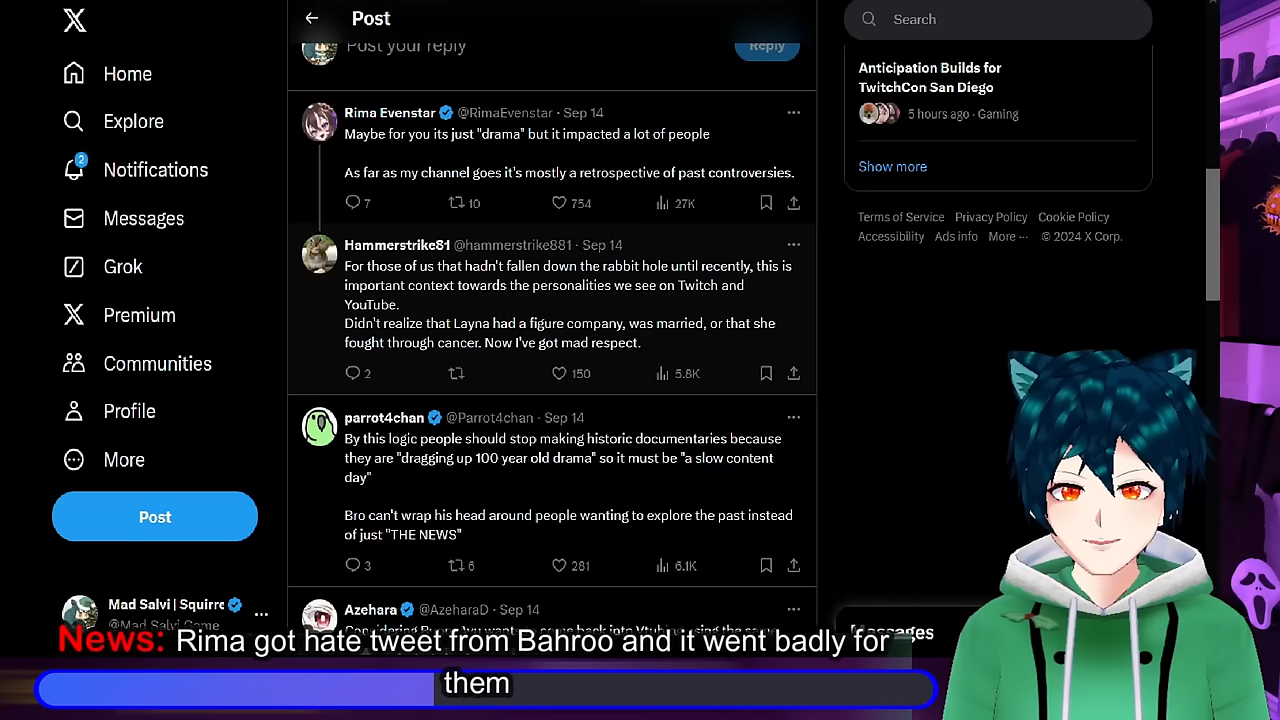 Post
Search
Home
Explore
2
Notifications
Messages
Grok
Premium
Communities
Profile
More
Post
Mad Salvi | Squirre
@Mad_Salvi_Game
Post your reply
Reply
Rima Evenstar @RimaEvenstar · Sep 14
Maybe for you its just "drama" but it impacted a lot of people
As far as my channel goes it's mostly a retrospective of past controversies.
7 10 754 27K
Hammerstrike81 @hammerstrike881 · Sep 14
For those of us that hadn't fallen down the rabbit hole until recently, this is
important context towards the personalities we see on Twitch and
YouTube.
Didn't realize that Layna had a figure company, was married, or that she
fought through cancer. Now I've got mad respect.
2 150 5.8K
parrot4chan @Parrot4chan · Sep 14
By this logic people should stop making historic documentaries because
they are "dragging up 100 year old drama" so it must be "a slow content
day"
Bro can't wrap his head around people wanting to explore the past instead
of just "THE NEWS"
3 6 281 6.1K
Azehara @AzeharaD · Sep 14
Anticipation Builds for
TwitchCon San Diego
5 hours ago · Gaming
Show more
Terms of Service Privacy Policy Cookie Policy
Accessibility Ads info More ··· © 2024 X Corp.
Messages
News: Rima got hate tweet from Bahroo and it went badly for
them